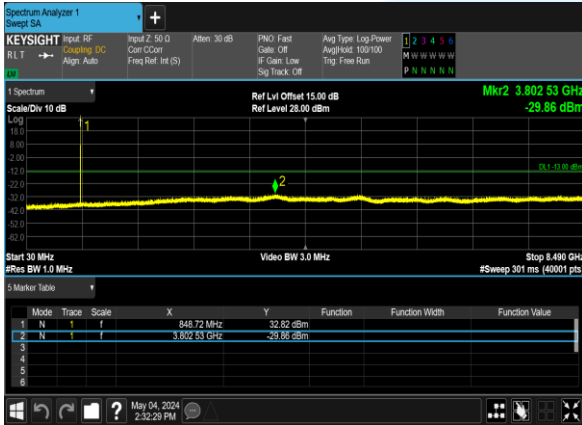 Spectrum Analyzer 1
Swept SA
+
KEYSIGHT Input: RF Input Z: 50 Ω Atten: 30 dB PNO: Fast Avg Type: Log-Power 1 2 3 4 5 6
RLT Coupling: DC Corr CCorr Gate: Off Avg|Hold: 100/100 M W W W W W
Align: Auto Freq Ref: Int (S) IF Gain: Low Trig: Free Run
Sig Track: Off P N N N N N
1 Spectrum
Ref Lvl Offset 15.00 dB Mkr2 3.802 53 GHz
Scale/Div 10 dB Ref Level 28.00 dBm -29.86 dBm
Log
18.0
8.00
-2.00
-12.0
-22.0
-32.0
-42.0
-52.0
-62.0
1
2
DL1 -13.00 dBm
Start 30 MHz Video BW 3.0 MHz Stop 8.490 GHz
#Res BW 1.0 MHz #Sweep 301 ms (40001 pts
5 Marker Table
Mode Trace Scale X Y Function Function Width Function Value
1 N 1 f 848.72 MHz 32.82 dBm
2 N 1 f 3.802 53 GHz -29.86 dBm
3
4
5
6
? May 04, 2024
2:32:29 PM